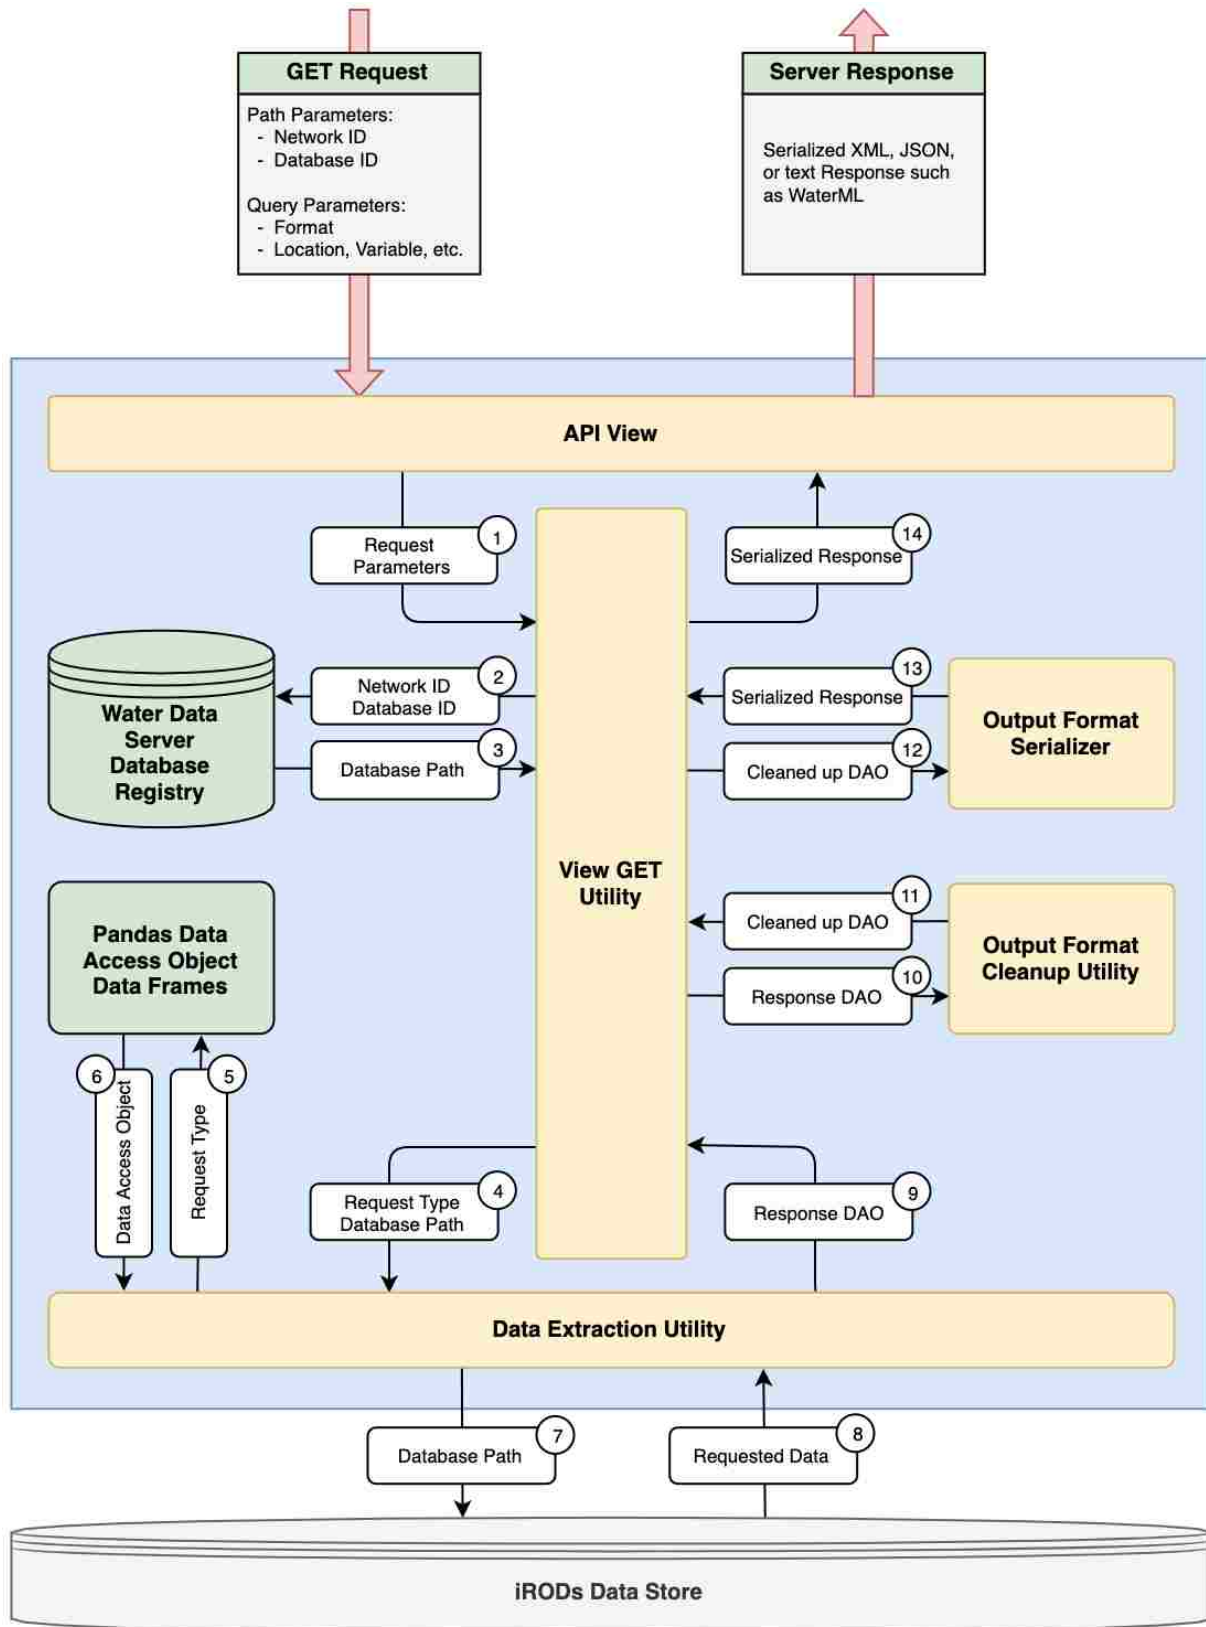 GET Request
Path Parameters:
- Network ID
- Database ID
Query Parameters:
- Format
- Location, Variable, etc.
Server Response
Serialized XML, JSON,
or text Response such
as WaterML
API View
1
Request
Parameters
14
Serialized Response
2
Network ID
Database ID
13
Serialized Response
Water Data
Server
Database
Registry
3
Database Path
12
Cleaned up DAO
Output Format
Serializer
View GET
Utility
Pandas Data
Access Object
Data Frames
11
Cleaned up DAO
10
Response DAO
Output Format
Cleanup Utility
6
Data Access Object
5
Request Type
4
Request Type
Database Path
9
Response DAO
Data Extraction Utility
7
Database Path
8
Requested Data
iRODs Data Store